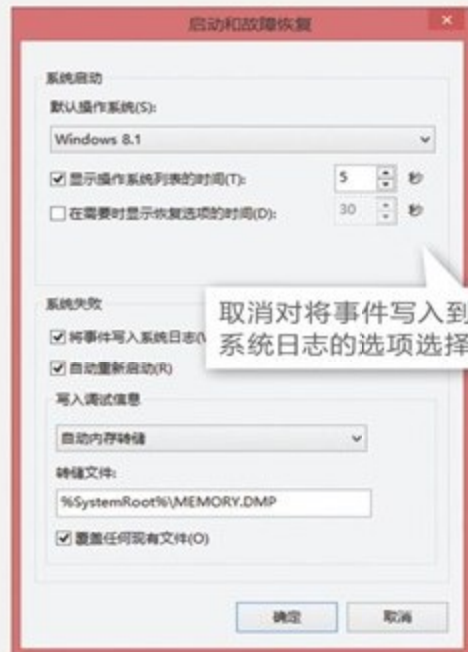 启动和故障恢复
系统启动
默认操作系统(S):
Windows 8.1
显示操作系统列表的时间(T): 5 秒
在需要时显示恢复选项的时间(D): 30 秒
系统失败
将事件写入系统日志(
取消对将事件写入到
系统日志的选项选择
自动重新启动(R)
写入调试信息
自动内存转储
转储文件:
%SystemRoot%\MEMORY.DMP
覆盖任何现有文件(O)
确定 取消